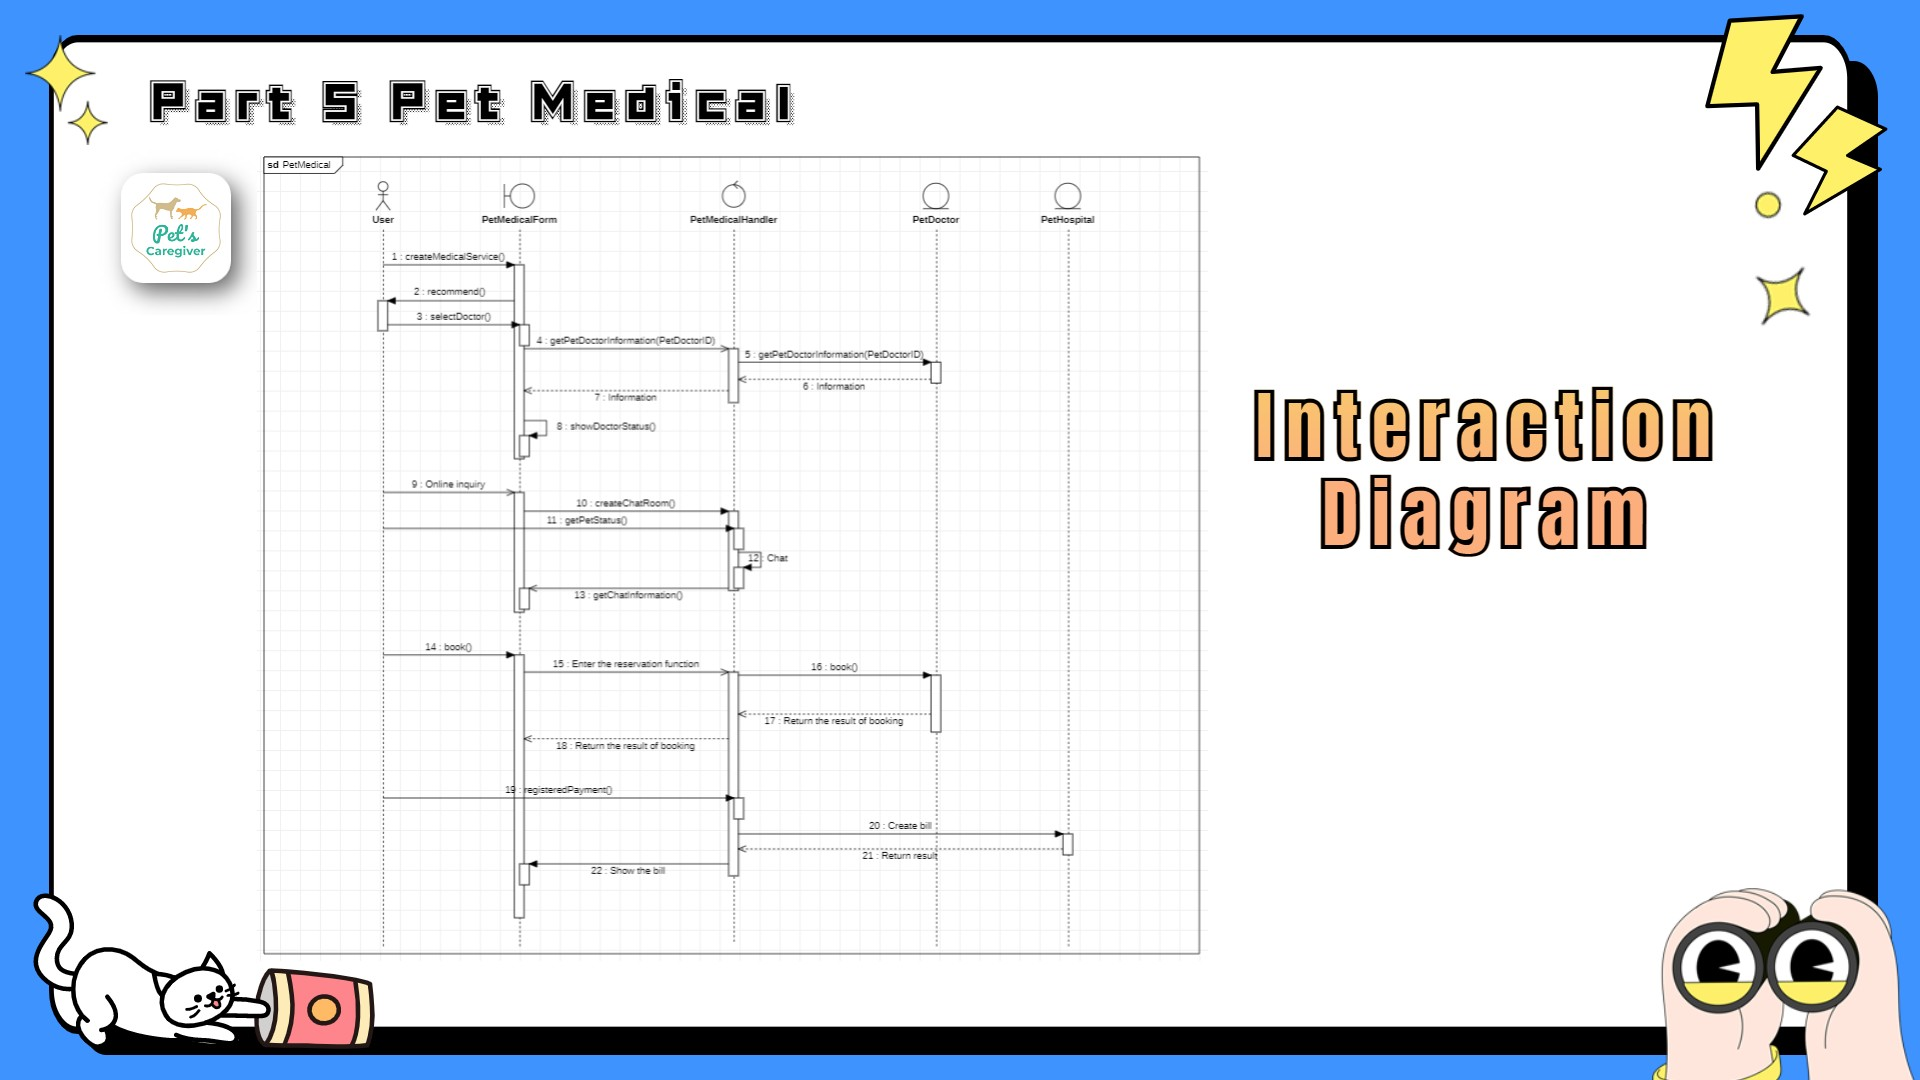 Part 5 Pet Medical
sd PetMedical
Pet's
Caregiver
User
PetMedicalForm
PetMedicalHandler
PetDoctor
PetHospital
1 : createMedicalService()
2 : recommend()
3 : selectDoctor()
4 : getPetDoctorInformation(PetDoctorID)
5 : getPetDoctorInformation(PetDoctorID)
6 : Information
7 : Information
8 : showDoctorStatus()
9 : Online inquiry
10 : createChatRoom()
11 : getPetStatus()
12 : Chat
13 : getChatInformation()
14 : book()
15 : Enter the reservation function
16 : book()
17 : Return the result of booking
18 : Return the result of booking
19 : registeredPayment()
20 : Create bill
21 : Return result
22 : Show the bill
Interaction
Diagram